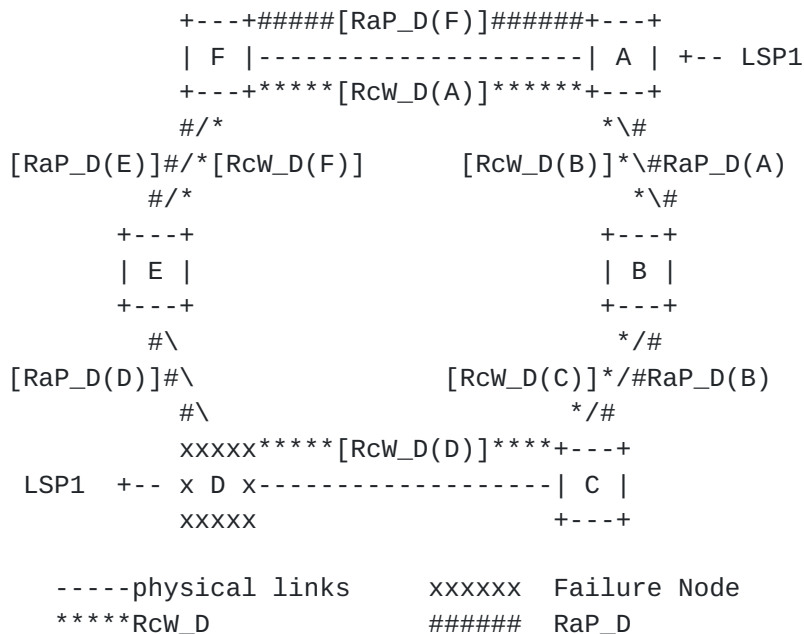 +---+#####[RaP_D(F)]######+---+
| F |----------------------| A | +-- LSP1
+---+*****[RcW_D(A)]******+---+
#/* *\#
[RaP_D(E)]#/*[RcW_D(F)] [RcW_D(B)]*\#RaP_D(A)
#/* *\#
+---+ +---+
| E | | B |
+---+ +---+
#\ */#
[RaP_D(D)]#\ [RcW_D(C)]*/#RaP_D(B)
#\ */#
xxxxx*****[RcW_D(D)]****+---+
LSP1 +-- x D x-------------------| C |
xxxxx +---+
-----physical links xxxxxx Failure Node
*****RcW_D ###### RaP_D